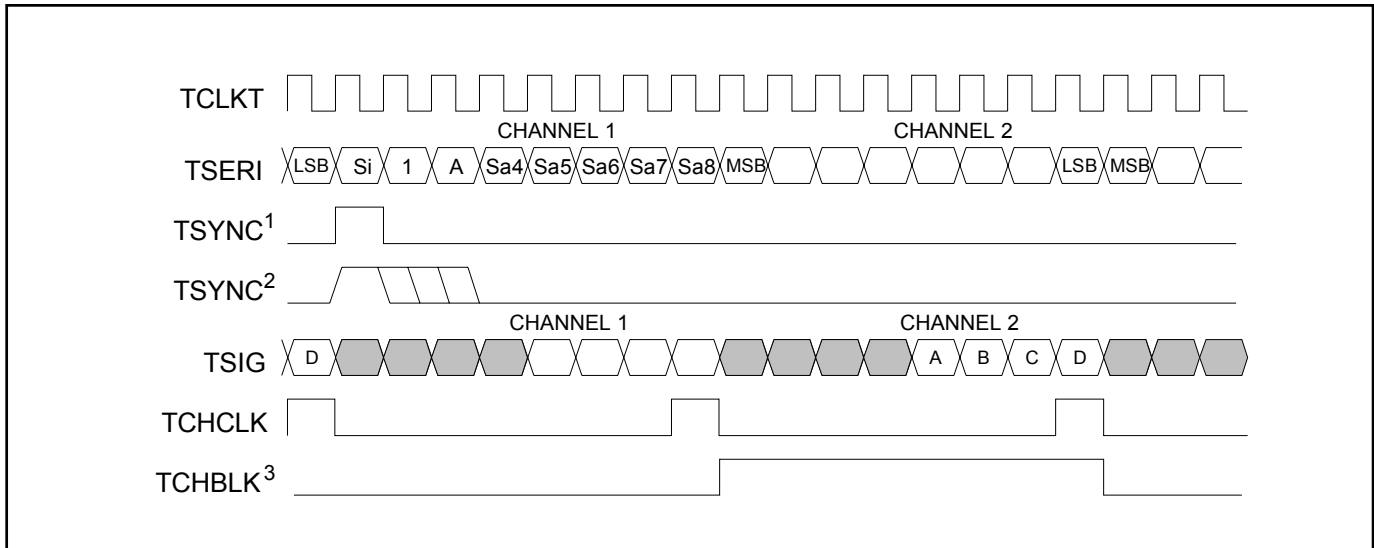 TCLKT
CHANNEL 1 CHANNEL 2
TSERI LSB Si 1 A Sa4 Sa5 Sa6 Sa7 Sa8 MSB LSB MSB
TSYNC¹
TSYNC²
CHANNEL 1 CHANNEL 2
TSIG D A B C D
TCHCLK
TCHBLK³